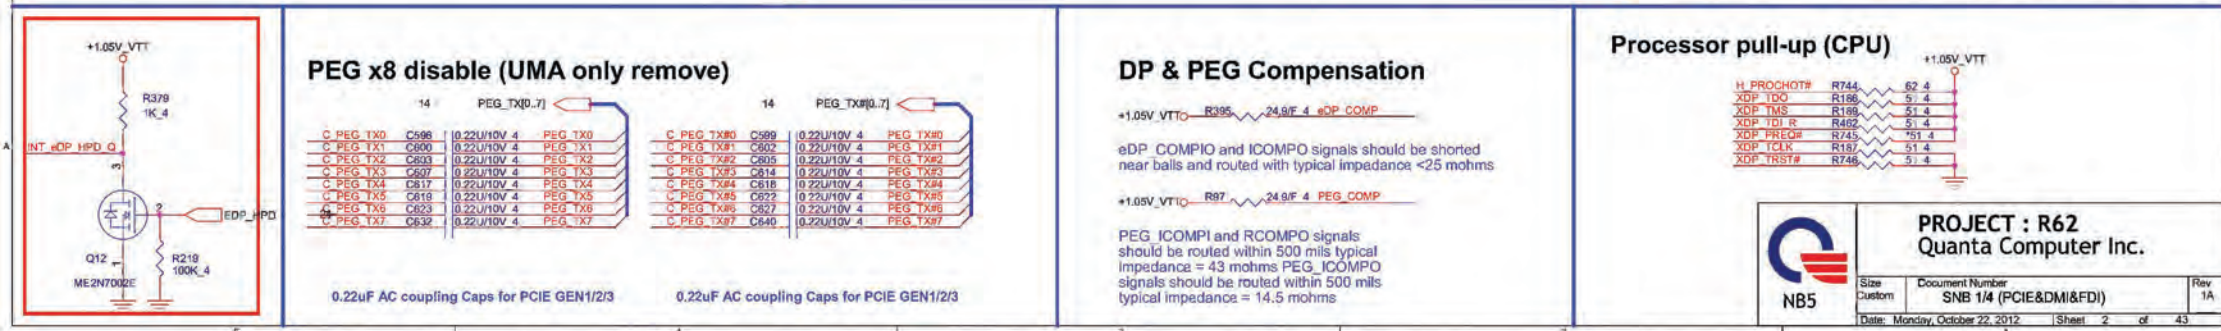 A
+1.05V_VTT
R379
1K_4
INT_eDP_HPD_Q
3
2
EDP_HPD
Q12
1
R219
100K_4
ME2N7002E
PEG x8 disable (UMA only remove)
14 PEG_TX[0..7]
C_PEG_TX0 C596 0.22U/10V_4 PEG_TX0
C_PEG_TX1 C600 0.22U/10V_4 PEG_TX1
C_PEG_TX2 C603 0.22U/10V_4 PEG_TX2
C_PEG_TX3 C607 0.22U/10V_4 PEG_TX3
C_PEG_TX4 C617 0.22U/10V_4 PEG_TX4
C_PEG_TX5 C619 0.22U/10V_4 PEG_TX5
C_PEG_TX6 C623 0.22U/10V_4 PEG_TX6
C_PEG_TX7 C632 0.22U/10V_4 PEG_TX7
0.22uF AC coupling Caps for PCIE GEN1/2/3
14 PEG_TX#[0..7]
C_PEG_TX#0 C599 0.22U/10V_4 PEG_TX#0
C_PEG_TX#1 C602 0.22U/10V_4 PEG_TX#1
C_PEG_TX#2 C605 0.22U/10V_4 PEG_TX#2
C_PEG_TX#3 C614 0.22U/10V_4 PEG_TX#3
C_PEG_TX#4 C618 0.22U/10V_4 PEG_TX#4
C_PEG_TX#5 C622 0.22U/10V_4 PEG_TX#5
C_PEG_TX#6 C627 0.22U/10V_4 PEG_TX#6
C_PEG_TX#7 C640 0.22U/10V_4 PEG_TX#7
0.22uF AC coupling Caps for PCIE GEN1/2/3
DP & PEG Compensation
+1.05V_VTT R395 24.9/F_4 eDP_COMP
eDP_COMPIO and ICOMPO signals should be shorted
near balls and routed with typical impedance <25 mohms
+1.05V_VTT R97 24.9/F_4 PEG_COMP
PEG_ICOMPI and RCOMPO signals
should be routed within 500 mils typical
impedance = 43 mohms PEG_ICOMPO
signals should be routed within 500 mils
typical impedance = 14.5 mohms
Processor pull-up (CPU)
+1.05V_VTT
H_PROCHOT# R744 62_4
XDP_TDO R186 51_4
XDP_TMS R189 51_4
XDP_TDI_R R462 51_4
XDP_PREQ# R745 *51_4
XDP_TCLK R187 51_4
XDP_TRST# R746 51_4
NB5
PROJECT : R62
Quanta Computer Inc.
Size Document Number Rev
Custom SNB 1/4 (PCIE&DMI&FDI) 1A
Date: Monday, October 22, 2012 Sheet 2 of 43